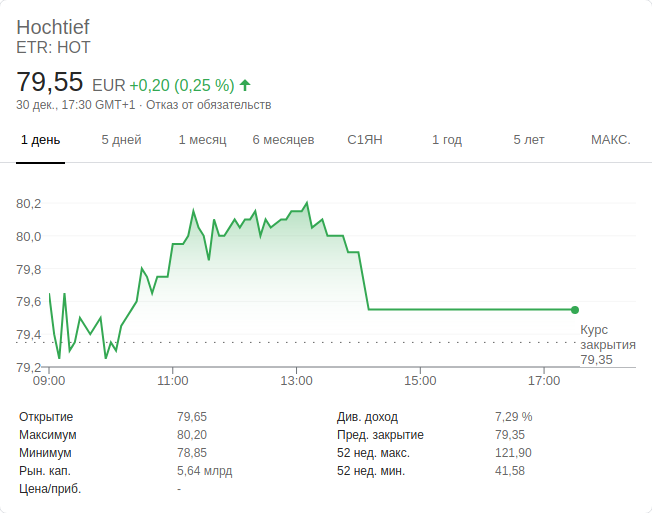 Hochtief
ETR: HOT
79,55 EUR +0,20 (0,25 %)
30 дек., 17:30 GMT+1 · Отказ от обязательств
1 день 5 дней 1 месяц 6 месяцев С1ЯН 1 год 5 лет МАКС.
80,2
80,0
79,8
79,6
79,4
79,2
Курс
закрытия
79,35
09:00 11:00 13:00 15:00 17:00
Открытие 79,65 Див. доход 7,29 %
Максимум 80,20 Пред. закрытие 79,35
Минимум 78,85 52 нед. макс. 121,90
Рын. кап. 5,64 млрд 52 нед. мин. 41,58
Цена/приб. -